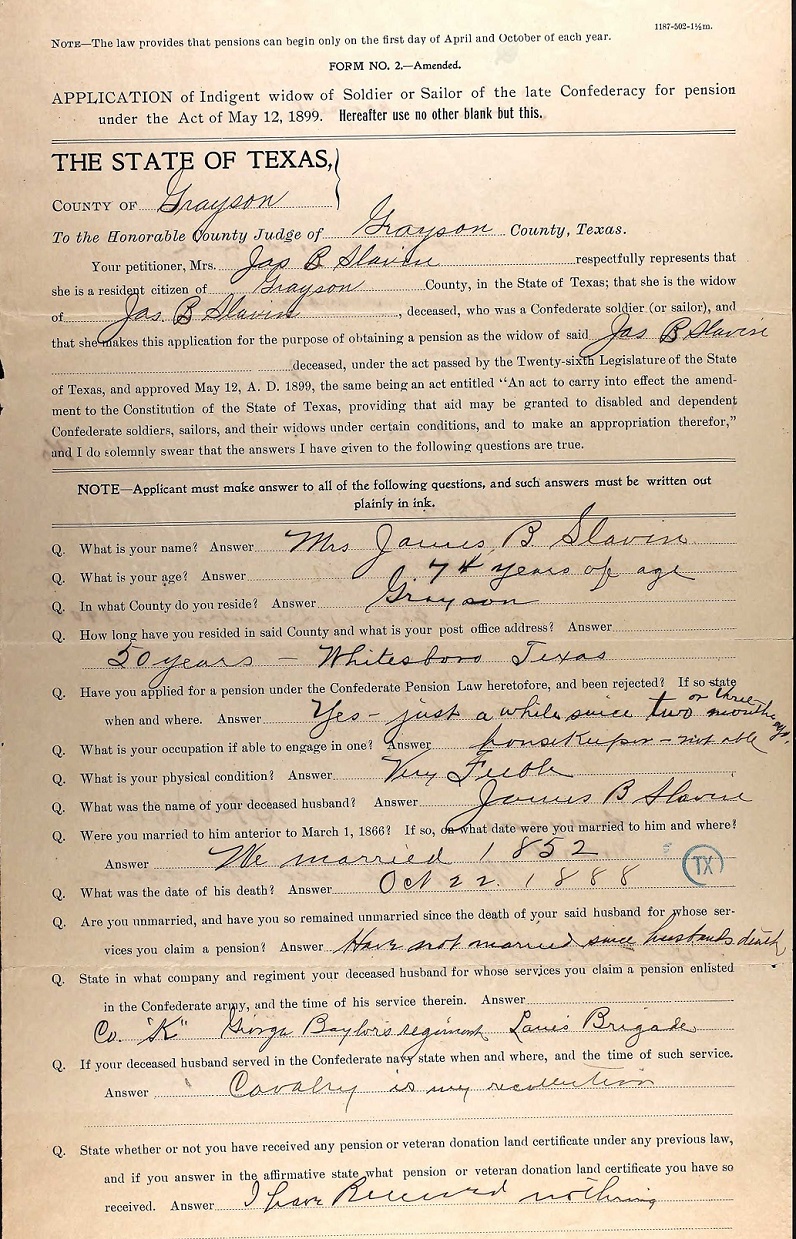 1187-502-1½m.
NOTE—The law provides that pensions can begin only on the first day of April and October of each year.
FORM NO. 2.—Amended.
APPLICATION of Indigent widow of Soldier or Sailor of the late Confederacy for pension
under the Act of May 12, 1899. Hereafter use no other blank but this.
THE STATE OF TEXAS,
COUNTY OF Grayson
To the Honorable County Judge of Grayson County, Texas.
Your petitioner, Mrs. Jas B Slavin respectfully represents that
she is a resident citizen of Grayson County, in the State of Texas; that she is the widow
of Jas. B Slavin, deceased, who was a Confederate soldier (or sailor), and
that she makes this application for the purpose of obtaining a pension as the widow of said Jas B Slavin
deceased, under the act passed by the Twenty-sixth Legislature of the State
of Texas, and approved May 12, A. D. 1899, the same being an act entitled “An act to carry into effect the amend-
ment to the Constitution of the State of Texas, providing that aid may be granted to disabled and dependent
Confederate soldiers, sailors, and their widows under certain conditions, and to make an appropriation therefor,”
and I do solemnly swear that the answers I have given to the following questions are true.
NOTE—Applicant must make answer to all of the following questions, and such answers must be written out
plainly in ink.
Q. What is your name? Answer Mrs James B Slavin
Q. What is your age? Answer 74 years of age
Q. In what County do you reside? Answer Grayson
Q. How long have you resided in said County and what is your post office address? Answer
50 years — Whitesboro Texas
Q. Have you applied for a pension under the Confederate Pension Law heretofore, and been rejected? If so state
when and where. Answer Yes - just a while since two or three months ago.
Q. What is your occupation if able to engage in one? Answer housekeeper - not able
Q. What is your physical condition? Answer Very Feeble
Q. What was the name of your deceased husband? Answer James B Slavin
Q. Were you married to him anterior to March 1, 1866? If so, on what date were you married to him and where?
Answer We married 1852
TX
Q. What was the date of his death? Answer Oct 22. 1888
Q. Are you unmarried, and have you so remained unmarried since the death of your said husband for whose ser-
vices you claim a pension? Answer Have not married since husbands death
Q. State in what company and regiment your deceased husband for whose services you claim a pension enlisted
in the Confederate army, and the time of his service therein. Answer
Co. "K" George Baylor's regiment Brigade
Q. If your deceased husband served in the Confederate navy state when and where, and the time of such service.
Answer Cavalry is my recollection
Q. State whether or not you have received any pension or veteran donation land certificate under any previous law,
and if you answer in the affirmative state what pension or veteran donation land certificate you have so
received. Answer I have Received nothing